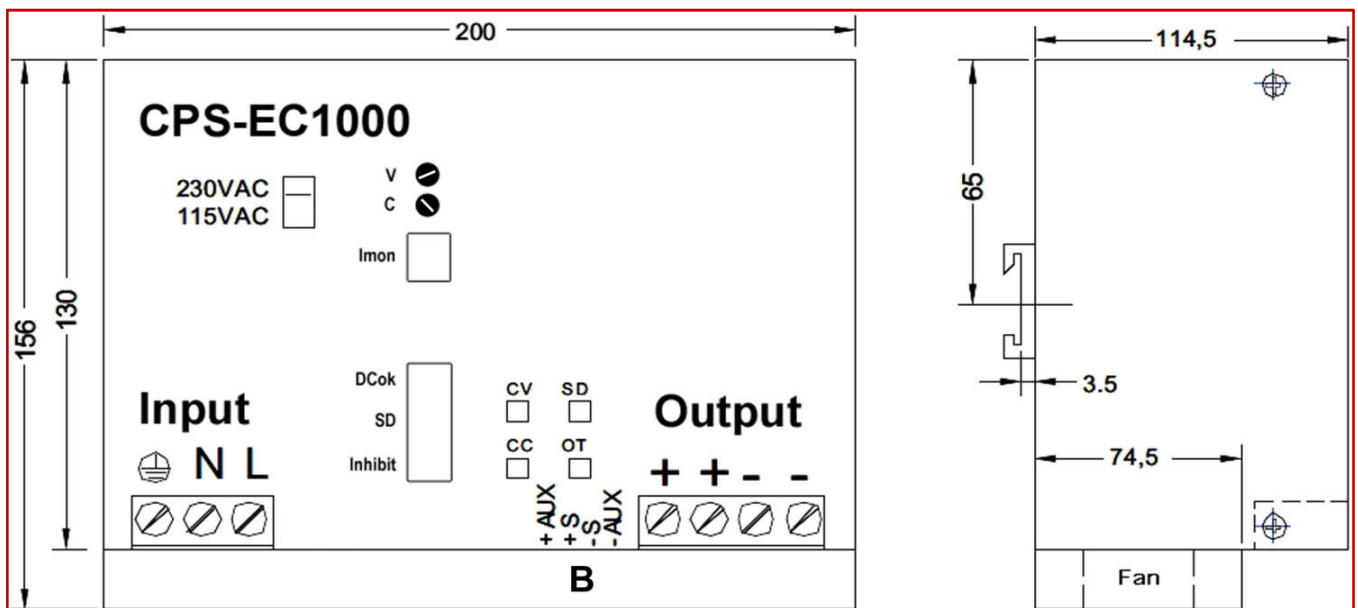 200
114,5
CPS-EC1000
230VAC
115VAC
V
C
Imon
65
156
130
DCok
SD
Inhibit
CV SD
CC OT
3.5
Input
Output
N L
+ + - -
74,5
+AUX
+S
-S
-AUX
B
Fan